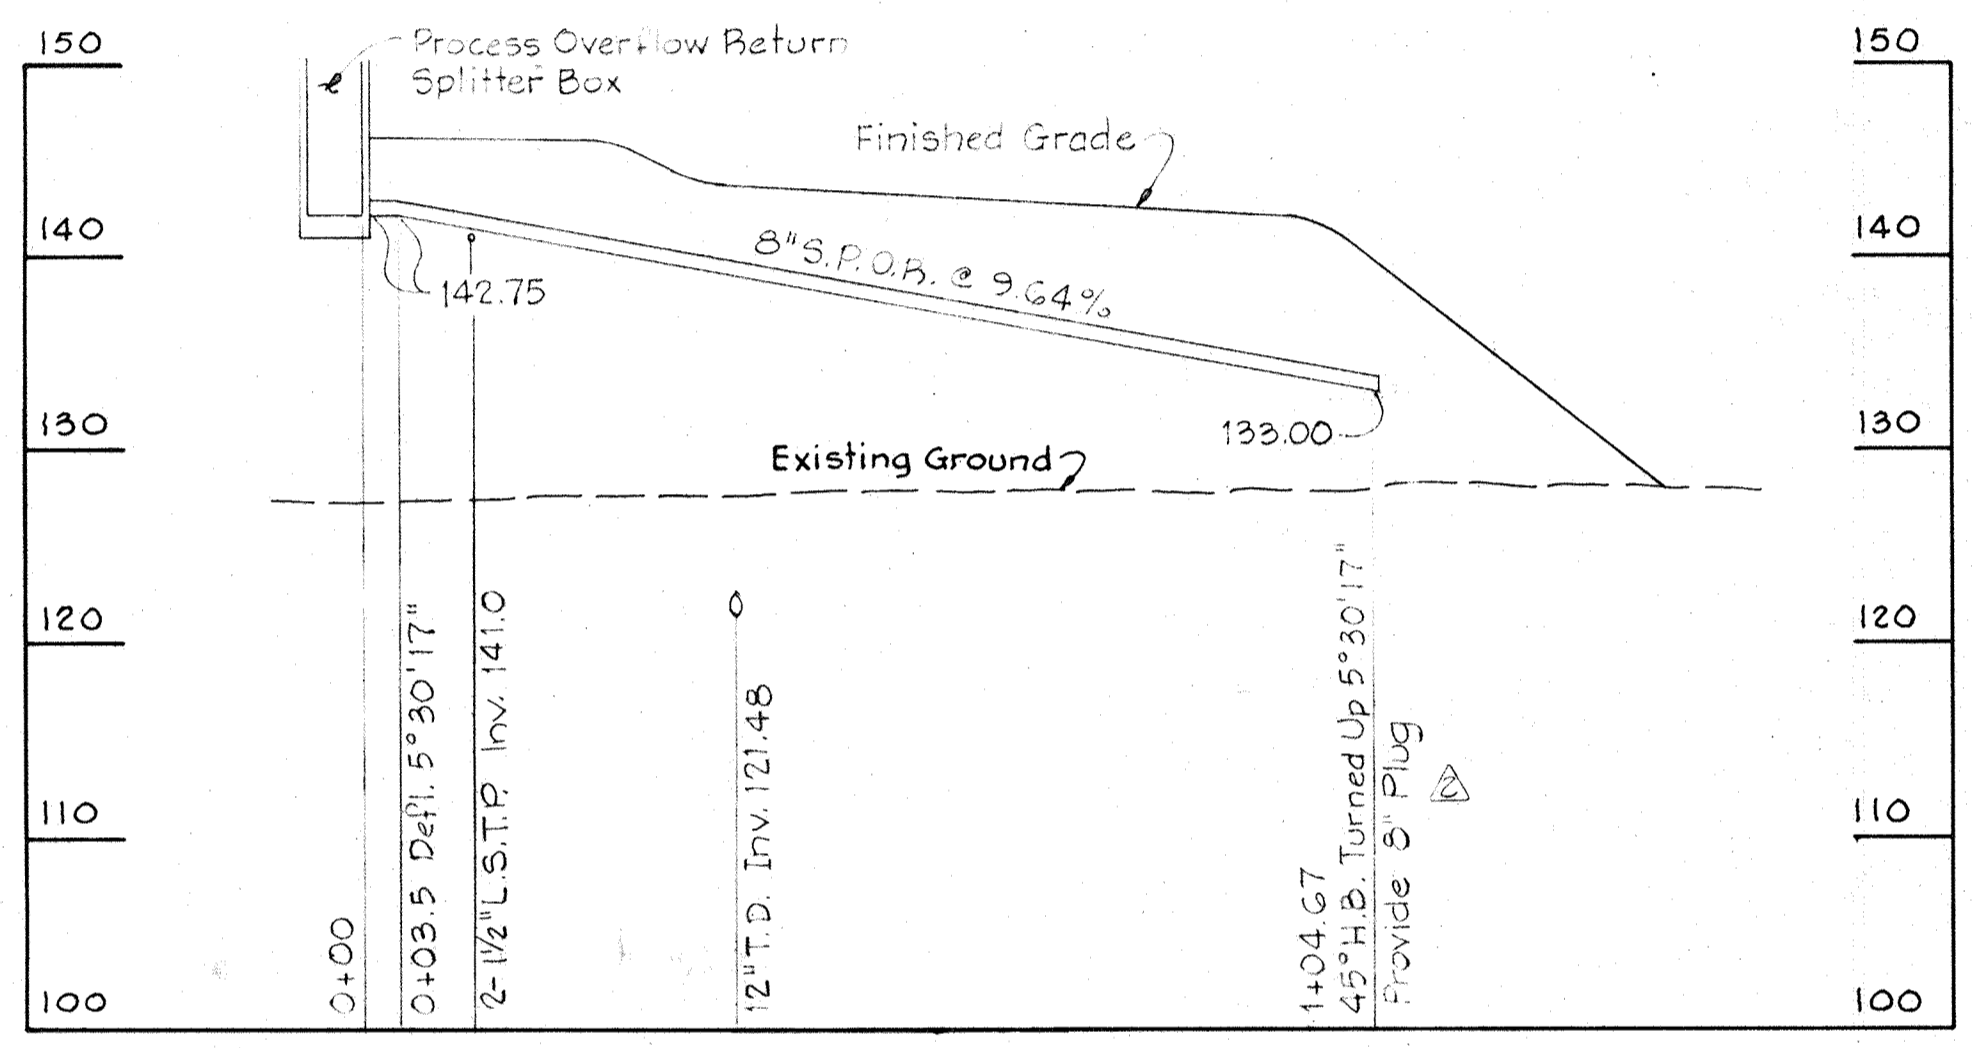 150
Process Overflow Return
Splitter Box
150
Finished Grade
140
140
8" S.P.O.R. @ 9.64%
142.75
130
130
133.00
Existing Ground
120
120
110
110
100
100
0+00
0+03.5 Defl. 5°30'17"
2-1½" L.S.T.P. Inv. 141.0
12" T.D. Inv. 121.48
1+04.67
45° H.B. Turned Up 5°30'17"
Provide 8" Plug
2